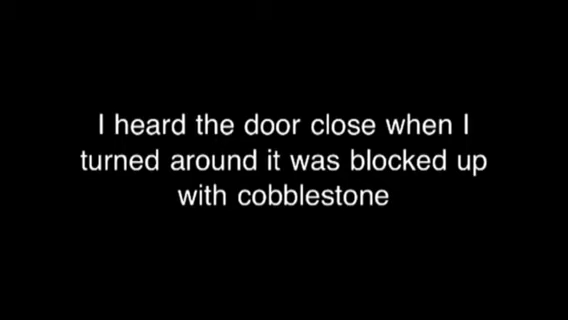 I heard the door close when I
turned around it was blocked up
with cobblestone